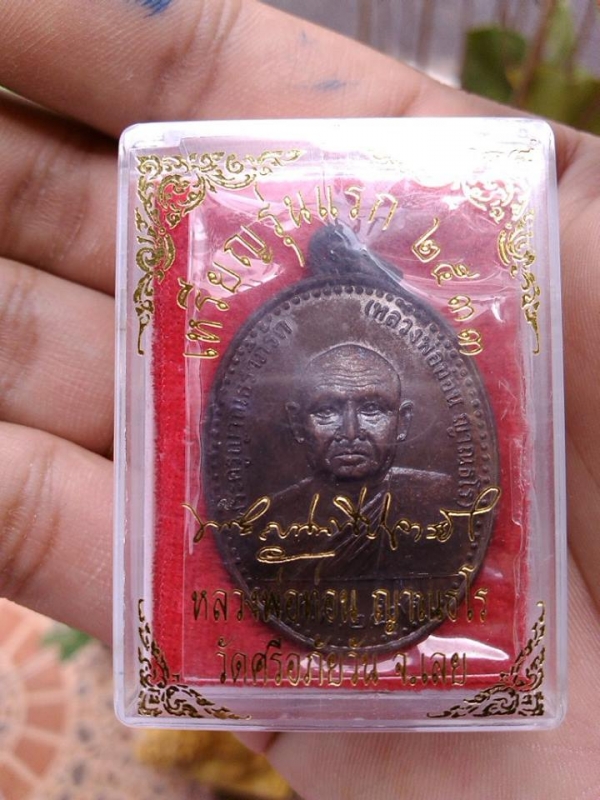 เหรียญรุ่นแรก ๒๕๓๓
(หลวงพ่อท่อน ญาณธโร)
หลวงพ่อท่อน ญาณธโร
วัดศรีอภัยวัน จ.เลย